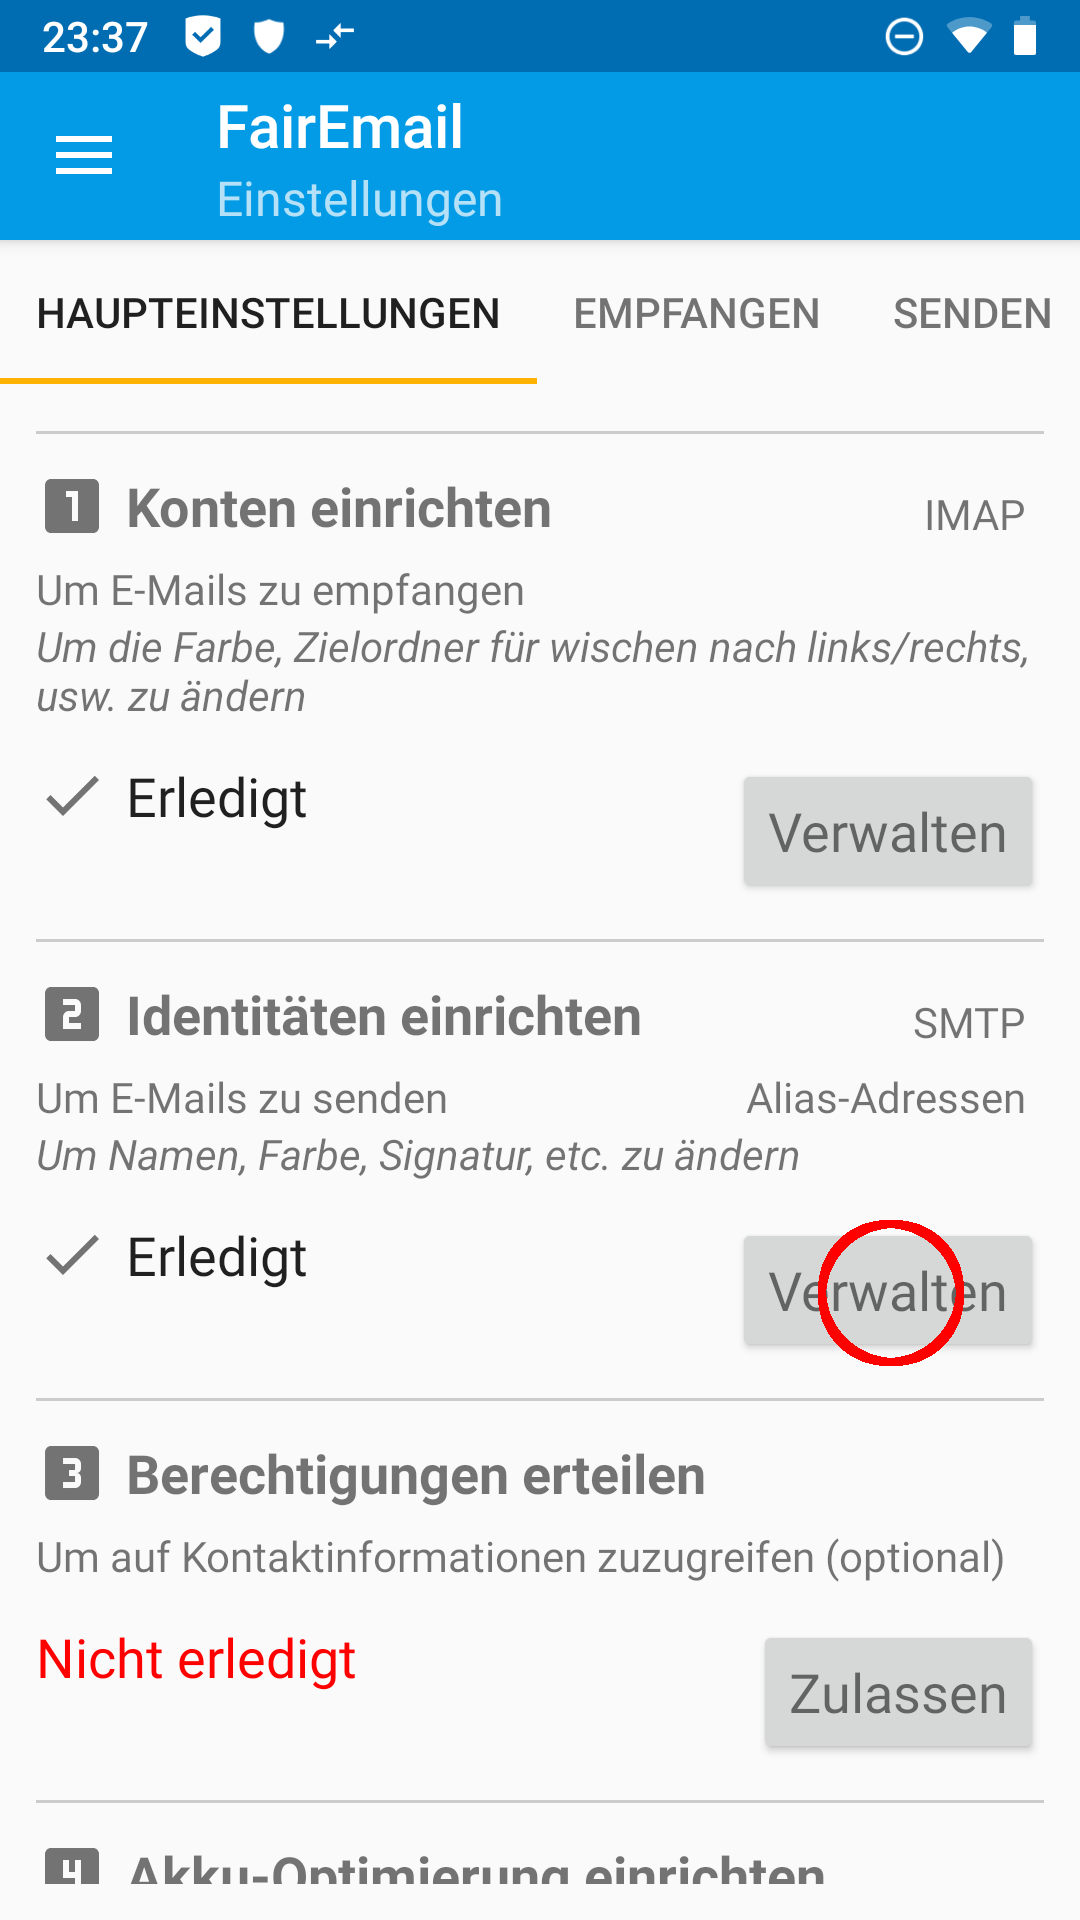 23:37
FairEmail
Einstellungen
HAUPTEINSTELLUNGEN EMPFANGEN SENDEN
1 Konten einrichten IMAP
Um E-Mails zu empfangen
Um die Farbe, Zielordner für wischen nach links/rechts,
usw. zu ändern
Erledigt
Verwalten
2 Identitäten einrichten SMTP
Um E-Mails zu senden Alias-Adressen
Um Namen, Farbe, Signatur, etc. zu ändern
Erledigt
Verwalten
3 Berechtigungen erteilen
Um auf Kontaktinformationen zuzugreifen (optional)
Nicht erledigt
Zulassen
4 Akku-Optimierung einrichten